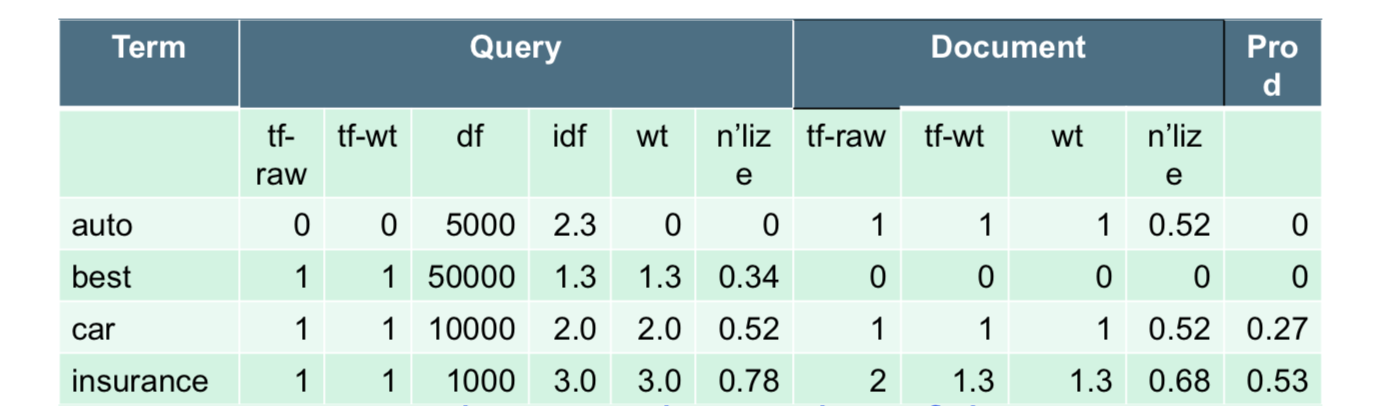 Term Query Document Pro
d
tf- tf-wt df idf wt n’liz tf-raw tf-wt wt n’liz
raw e e
auto 0 0 5000 2.3 0 0 1 1 1 0.52 0
best 1 1 50000 1.3 1.3 0.34 0 0 0 0 0
car 1 1 10000 2.0 2.0 0.52 1 1 1 0.52 0.27
insurance 1 1 1000 3.0 3.0 0.78 2 1.3 1.3 0.68 0.53